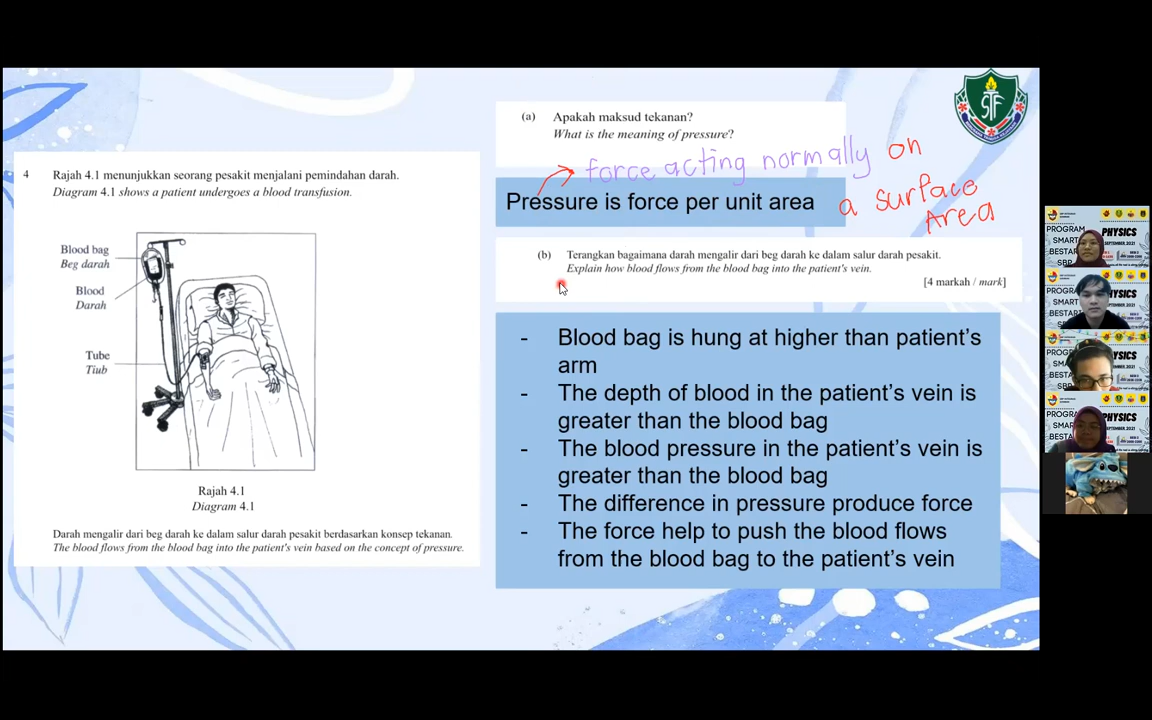 4 Rajah 4.1 menunjukkan seorang pesakit menjalani pemindahan darah.
Diagram 4.1 shows a patient undergoes a blood transfusion.
Blood bag
Beg darah
Blood
Darah
Tube
Tiub
Rajah 4.1
Diagram 4.1
Darah mengalir dari beg darah ke dalam salur darah pesakit berdasarkan konsep tekanan.
The blood flows from the blood bag into the patient's vein based on the concept of pressure.
(a) Apakah maksud tekanan?
What is the meaning of pressure?
force acting normally on
a surface
Area
Pressure is force per unit area
(b) Terangkan bagaimana darah mengalir dari beg darah ke dalam salur darah pesakit.
Explain how blood flows from the blood bag into the patient's vein.
[4 markah / mark]
- Blood bag is hung at higher than patient's
arm
- The depth of blood in the patient's vein is
greater than the blood bag
- The blood pressure in the patient's vein is
greater than the blood bag
- The difference in pressure produce force
- The force help to push the blood flows
from the blood bag to the patient's vein
STF
PROGRAM
SMART
BESTARI
SBP
PHYSICS